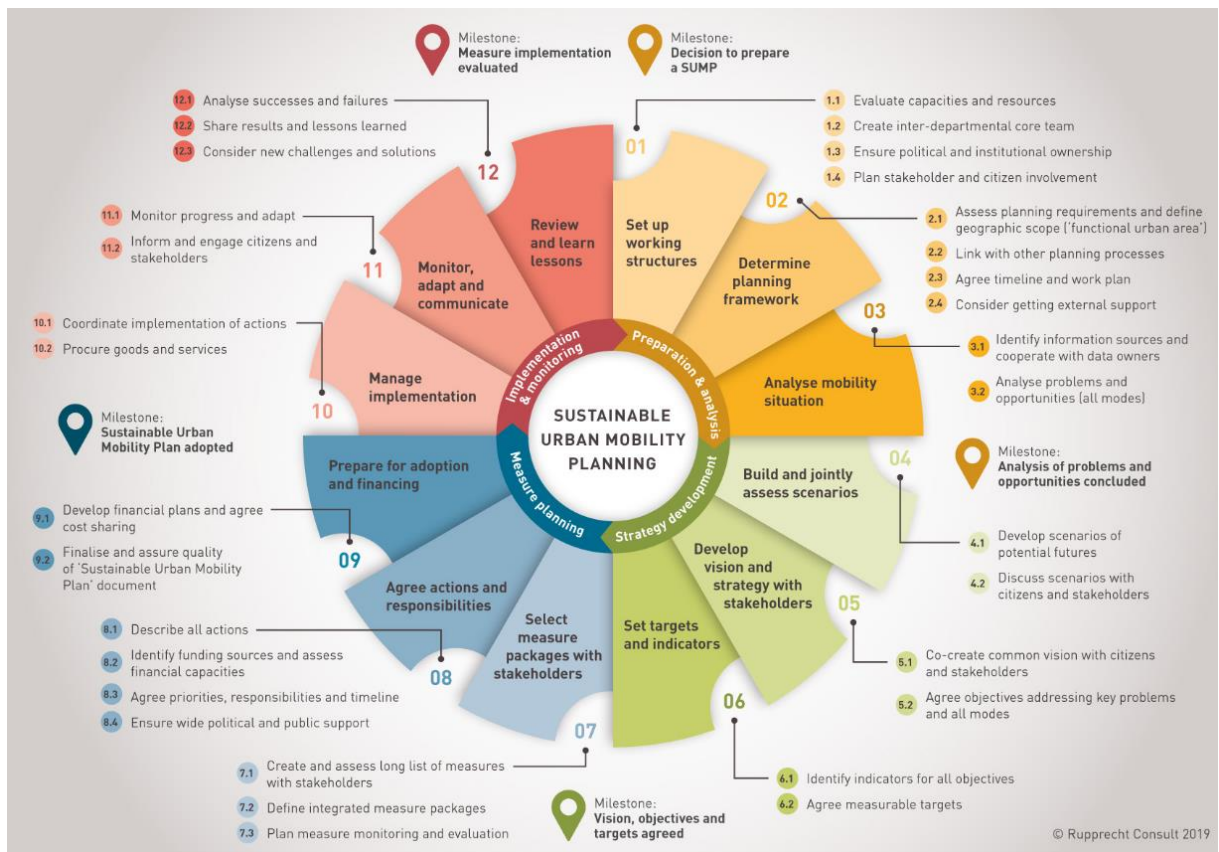 Milestone:
Measure implementation
evaluated
Milestone:
Decision to prepare
a SUMP
12.1 Analyse successes and failures
12.2 Share results and lessons learned
12.3 Consider new challenges and solutions
1.1 Evaluate capacities and resources
1.2 Create inter-departmental core team
1.3 Ensure political and institutional ownership
1.4 Plan stakeholder and citizen involvement
12
01
Review
and learn
lessons
Set up
working
structures
11.1 Monitor progress and adapt
11.2 Inform and engage citizens and
stakeholders
11
Monitor,
adapt and
communicate
02
Determine
planning
framework
2.1 Assess planning requirements and define
geographic scope ('functional urban area')
2.2 Link with other planning processes
2.3 Agree timeline and work plan
2.4 Consider getting external support
10.1 Coordinate implementation of actions
10.2 Procure goods and services
10
Manage
implementation
03
Analyse mobility
situation
3.1 Identify information sources and
cooperate with data owners
3.2 Analyse problems and
opportunities (all modes)
Implementation
& monitoring
Preparation & analysis
SUSTAINABLE
URBAN MOBILITY
PLANNING
Measure planning
Strategy development
Milestone:
Sustainable Urban
Mobility Plan adopted
Prepare for adoption
and financing
09
9.1 Develop financial plans and agree
cost sharing
9.2 Finalise and assure quality
of 'Sustainable Urban Mobility
Plan' document
04
Build and jointly
assess scenarios
Milestone:
Analysis of problems and
opportunities concluded
4.1 Develop scenarios of
potential futures
4.2 Discuss scenarios with
citizens and stakeholders
Agree actions and
responsibilities
08
8.1 Describe all actions
8.2 Identify funding sources and assess
financial capacities
8.3 Agree priorities, responsibilities and timeline
8.4 Ensure wide political and public support
Develop
vision and
strategy with
stakeholders
05
5.1 Co-create common vision with citizens
and stakeholders
5.2 Agree objectives addressing key problems
and all modes
Select
measure
packages with
stakeholders
07
Set targets
and indicators
06
7.1 Create and assess long list of measures
with stakeholders
7.2 Define integrated measure packages
7.3 Plan measure monitoring and evaluation
Milestone:
Vision, objectives and
targets agreed
6.1 Identify indicators for all objectives
6.2 Agree measurable targets
© Rupprecht Consult 2019